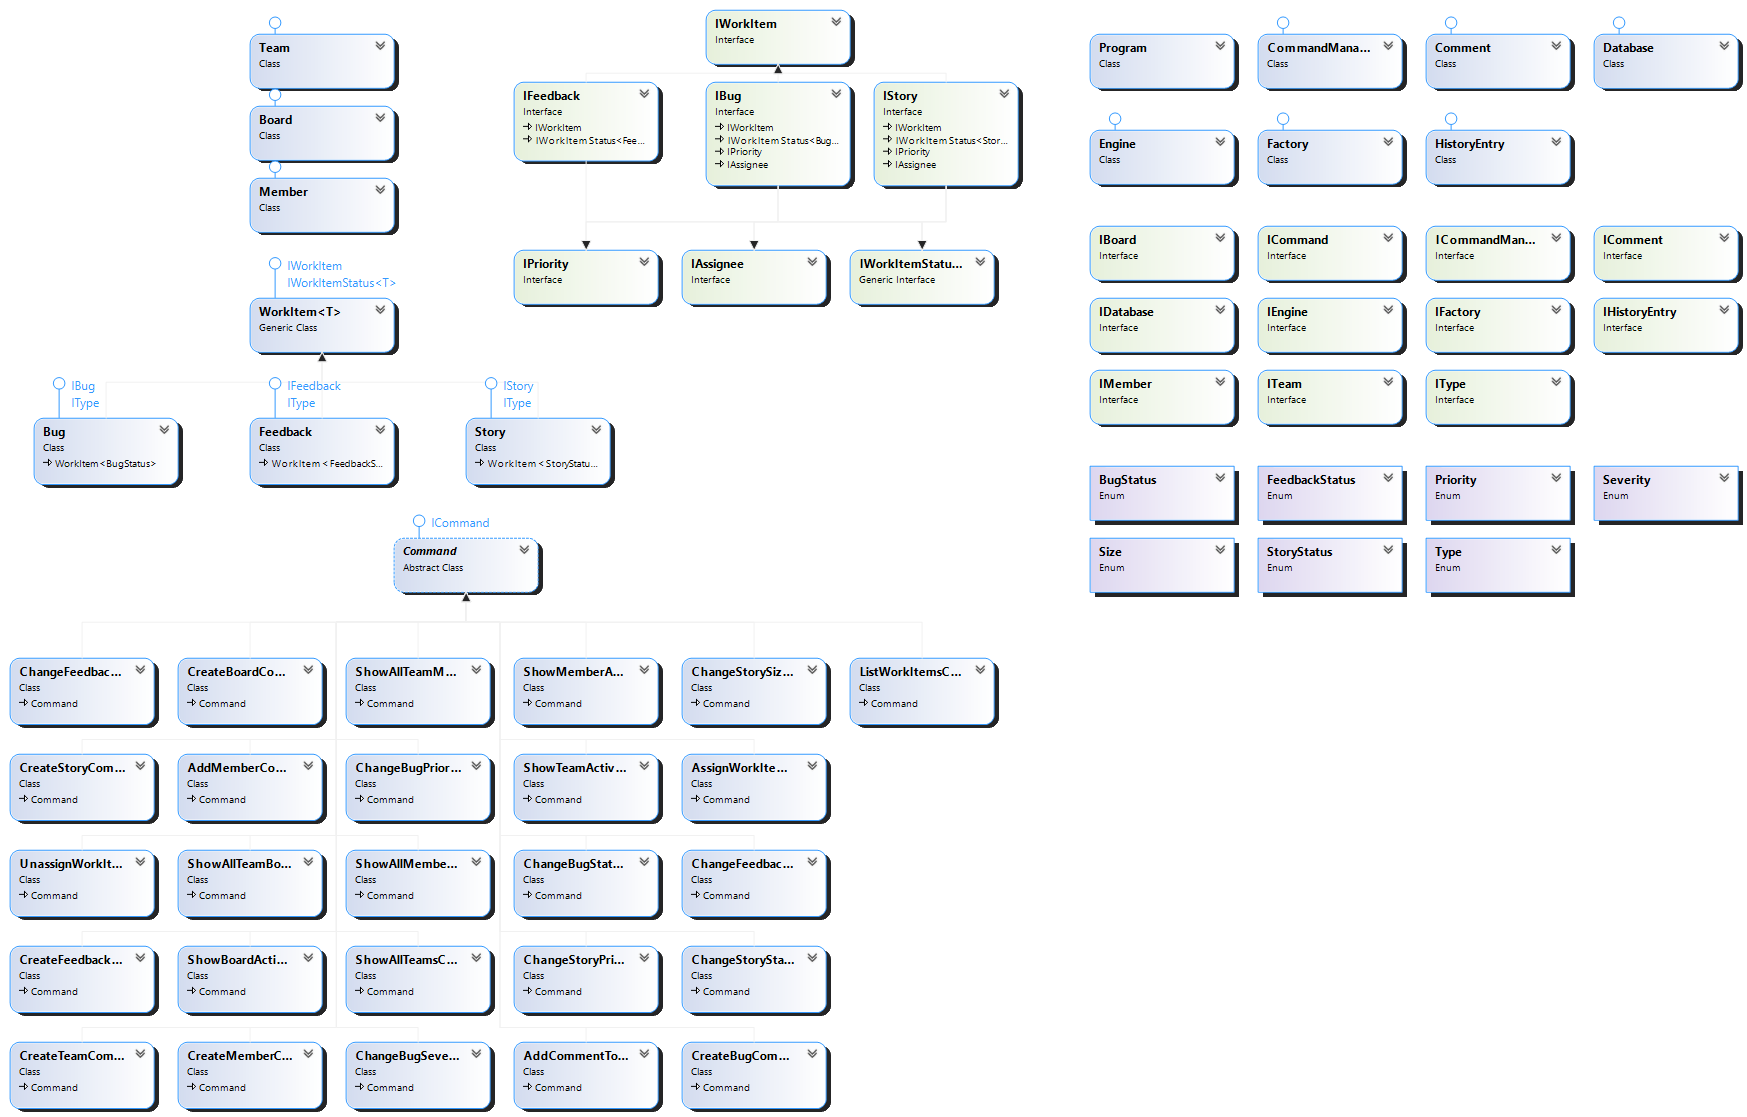 Team
Class
Board
Class
Member
Class
IWorkItem
IWorkItemStatus<T>
WorkItem<T>
Generic Class
IBug
IType
Bug
Class
WorkItem<BugStatus>
IFeedback
IType
Feedback
Class
WorkItem<FeedbackS...
IStory
IType
Story
Class
WorkItem<StoryStatu...
IWorkItem
Interface
IFeedback
Interface
IWorkItem
IWorkItemStatus<Fee...
IBug
Interface
IWorkItem
IWorkItemStatus<Bug...
IPriority
IAssignee
IStory
Interface
IWorkItem
IWorkItemStatus<Stor...
IPriority
IAssignee
IPriority
Interface
IAssignee
Interface
IWorkItemStatu...
Generic Interface
Program
Class
CommandMana...
Class
Comment
Class
Database
Class
Engine
Class
Factory
Class
HistoryEntry
Class
IBoard
Interface
ICommand
Interface
ICommandMan...
Interface
IComment
Interface
IDatabase
Interface
IEngine
Interface
IFactory
Interface
IHistoryEntry
Interface
IMember
Interface
ITeam
Interface
IType
Interface
BugStatus
Enum
FeedbackStatus
Enum
Priority
Enum
Severity
Enum
Size
Enum
StoryStatus
Enum
Type
Enum
ICommand
Command
Abstract Class
ChangeFeedbac...
Class
Command
CreateBoardCo...
Class
Command
ShowAllTeamM...
Class
Command
ShowMemberA...
Class
Command
ChangeStorySiz...
Class
Command
ListWorkItemsC...
Class
Command
CreateStoryCom...
Class
Command
AddMemberCo...
Class
Command
ChangeBugPrior...
Class
Command
ShowTeamActiv...
Class
Command
AssignWorkIte...
Class
Command
UnassignWorkIt...
Class
Command
ShowAllTeamBo...
Class
Command
ShowAllMembe...
Class
Command
ChangeBugStat...
Class
Command
ChangeFeedbac...
Class
Command
CreateFeedback...
Class
Command
ShowBoardActi...
Class
Command
ShowAllTeamsC...
Class
Command
ChangeStoryPri...
Class
Command
ChangeStorySta...
Class
Command
CreateTeamCom...
Class
Command
CreateMemberC...
Class
Command
ChangeBugSeve...
Class
Command
AddCommentTo...
Class
Command
CreateBugCom...
Class
Command